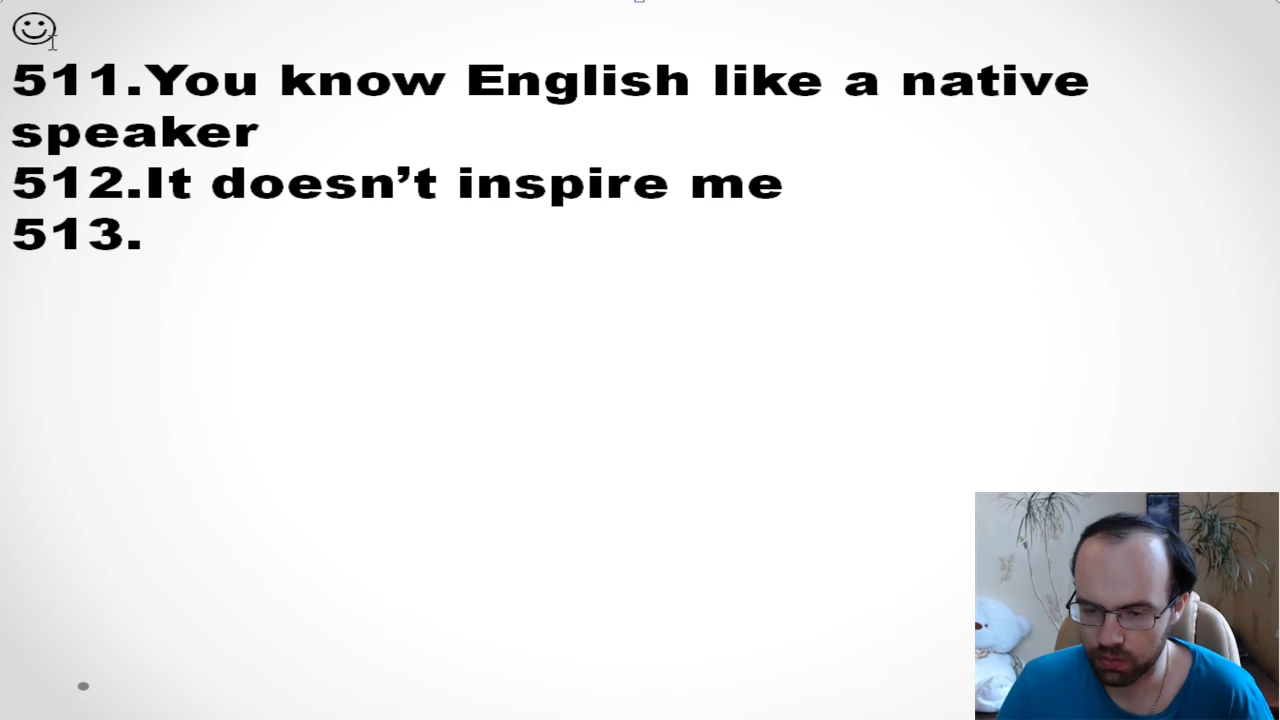 511.You know English like a native
speaker
512.It doesn’t inspire me
513.